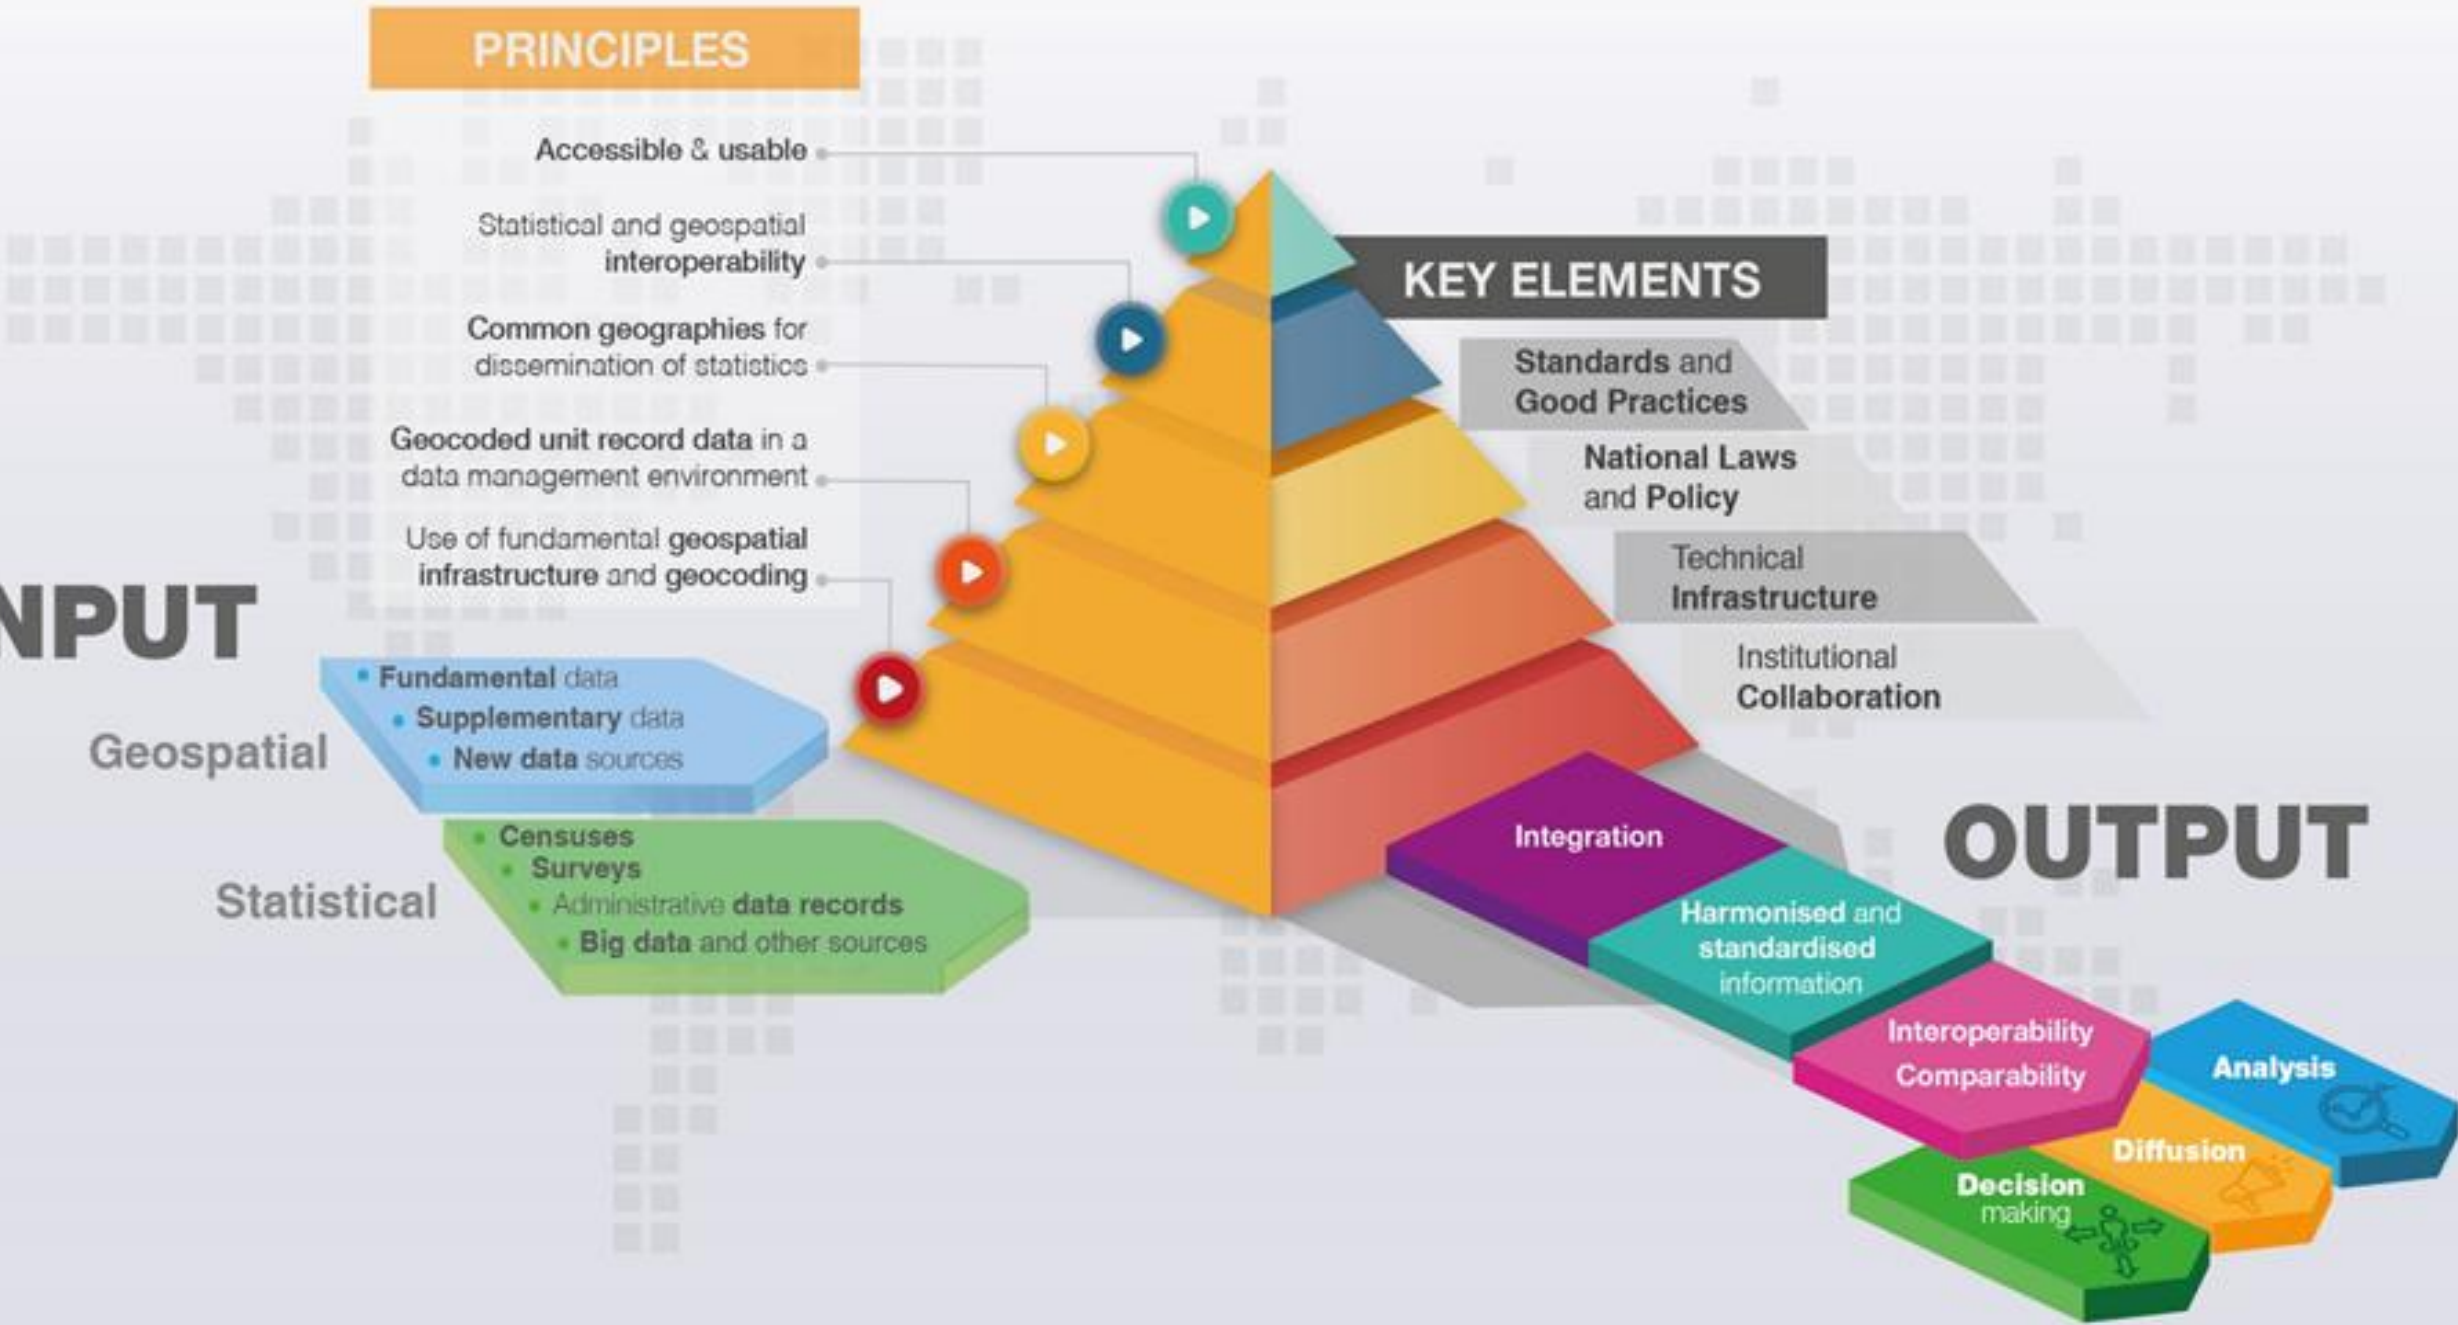 PRINCIPLES
Accessible & usable
Statistical and geospatial
interoperability
Common geographies for
dissemination of statistics
Geocoded unit record data in a
data management environment
Use of fundamental geospatial
infrastructure and geocoding
NPUT
Geospatial
• Fundamental data
• Supplementary data
• New data sources
Statistical
• Censuses
• Surveys
• Administrative data records
• Big data and other sources
KEY ELEMENTS
Standards and
Good Practices
National Laws
and Policy
Technical
Infrastructure
Institutional
Collaboration
OUTPUT
Integration
Harmonised and
standardised
information
Interoperability
Comparability
Analysis
Diffusion
Decision
making